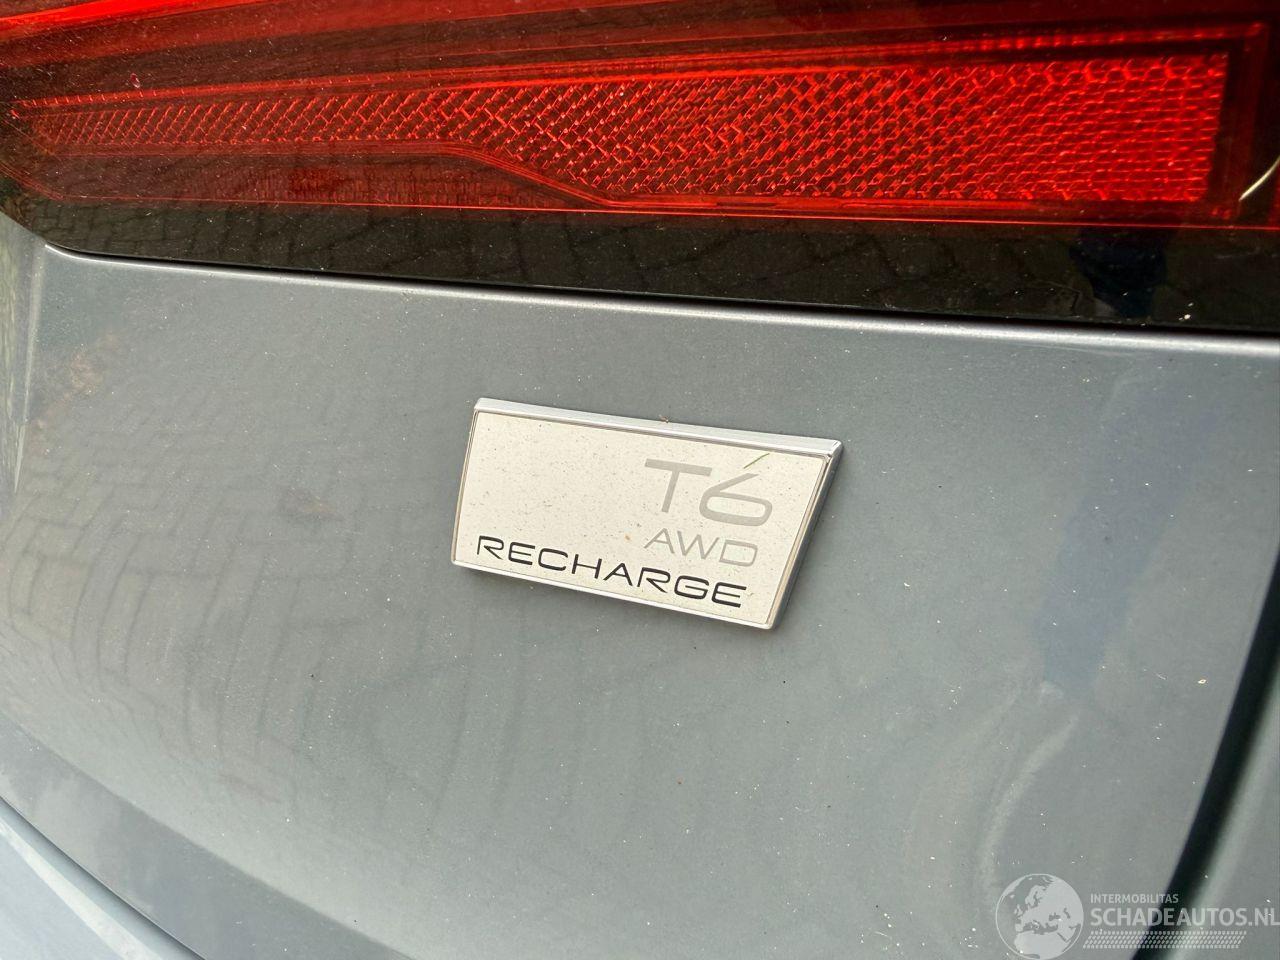 T6
AWD
RECHARGE
INTERMOBILITAS
SCHADEAUTOS.NL